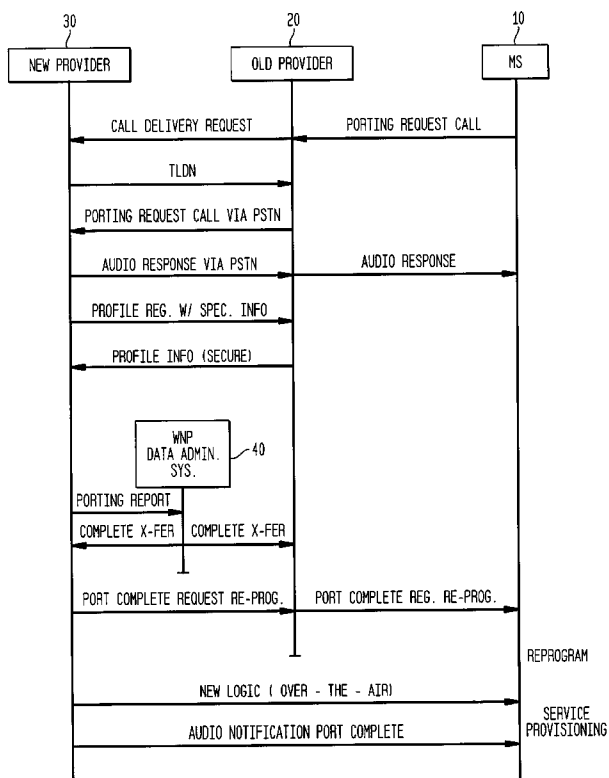 30 20 10
NEW PROVIDER OLD PROVIDER MS
CALL DELIVERY REQUEST PORTING REQUEST CALL
TLDN
PORTING REQUEST CALL VIA PSTN
AUDIO RESPONSE VIA PSTN AUDIO RESPONSE
PROFILE REG. W/ SPEC. INFO
PROFILE INFO (SECURE)
WNP
DATA ADMIN.
SYS.
40
PORTING REPORT
COMPLETE X-FER COMPLETE X-FER
PORT COMPLETE REQUEST RE-PROG. PORT COMPLETE REG. RE-PROG.
REPROGRAM
NEW LOGIC ( OVER - THE - AIR)
SERVICE
PROVISIONING
AUDIO NOTIFICATION PORT COMPLETE